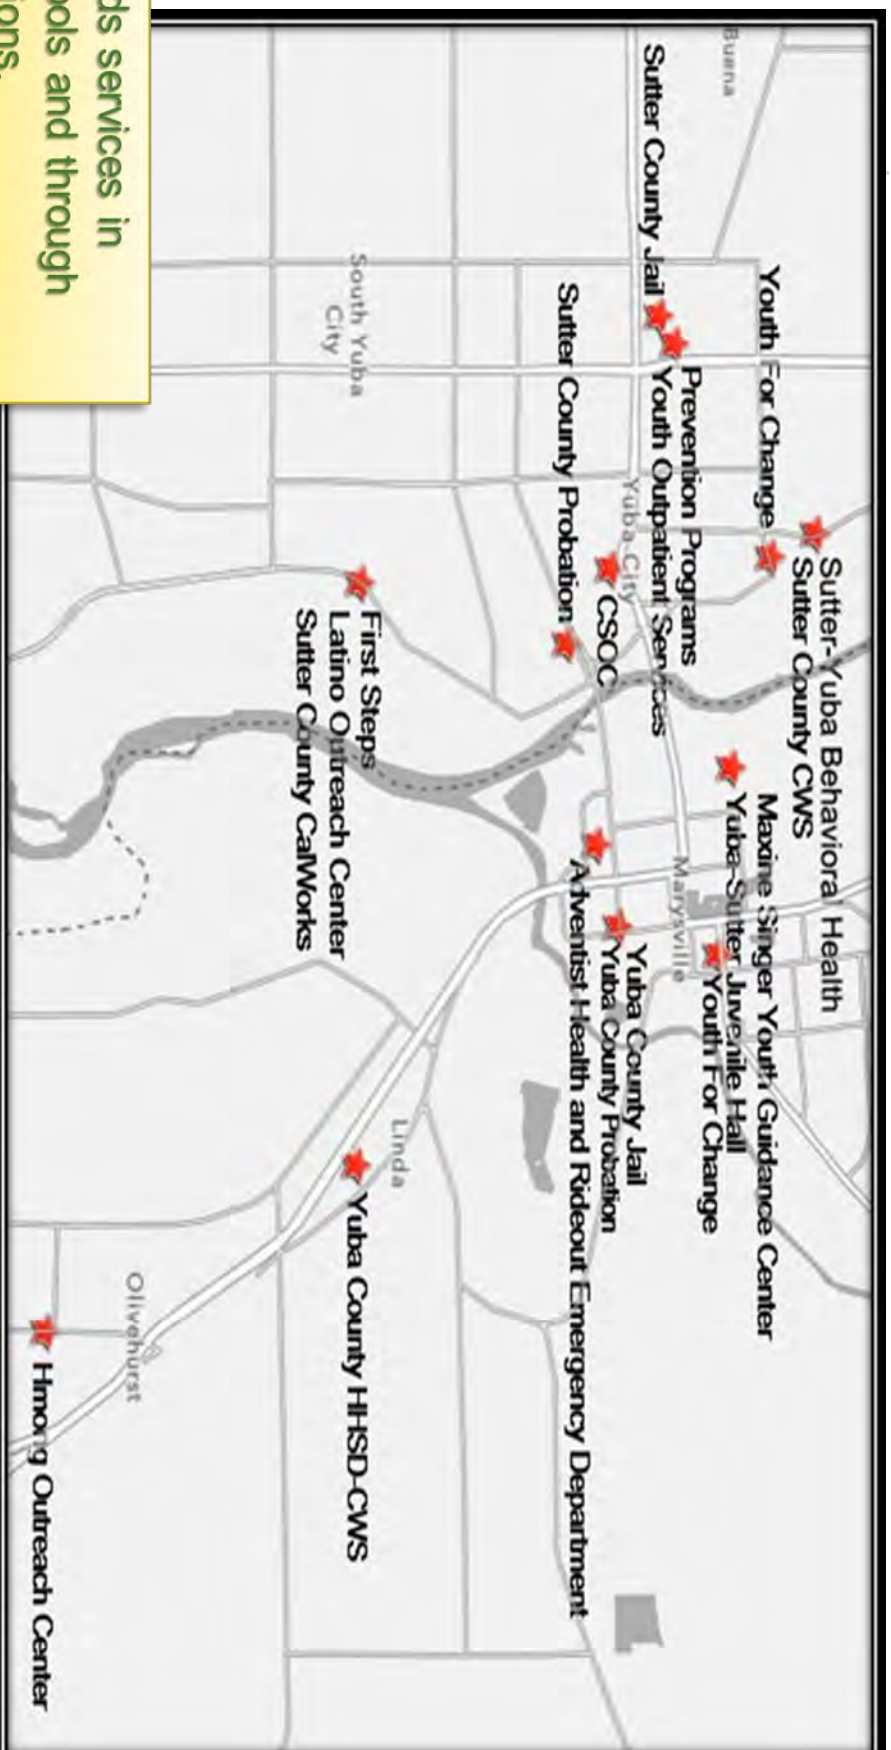 ds services in
ools and through
ions.
Buena
Sutter County Jail
Youth For Change
Prevention Programs
Youth Outpatient Services
Sutter-Yuba Behavioral Health
Sutter County CWS
Yuba City
CSOC
Sutter County Probation
South Yuba
City
First Steps
Latino Outreach Center
Sutter County CalWorks
Maxine Singer Youth Guidance Center
Yuba-Sutter Juvenile Hall
Youth For Change
Marysville
Yuba County Jail
Yuba County Probation
Adventist Health and Rideout Emergency Department
Linda
Yuba County HHSD-CWS
Olivehurst
Hmong Outreach Center